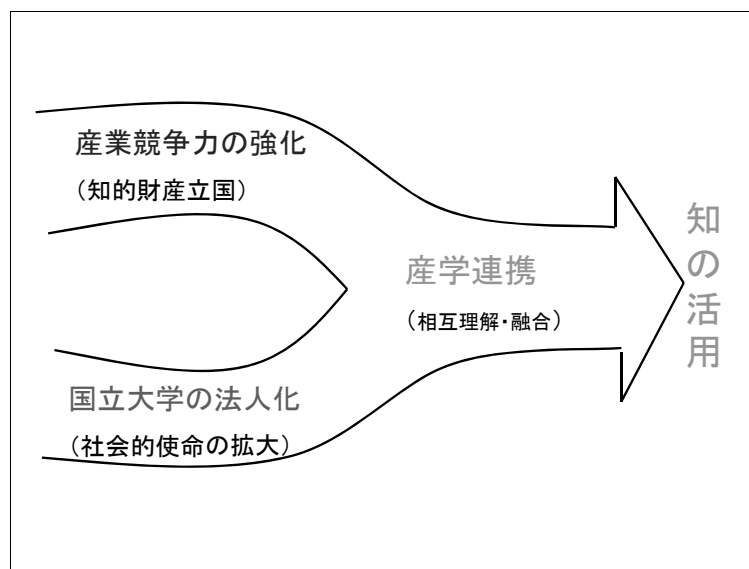 産業競争力の強化
（知的財産立国）
産学連携
（相互理解・融合）
知の活用
国立大学の法人化
（社会的使命の拡大）